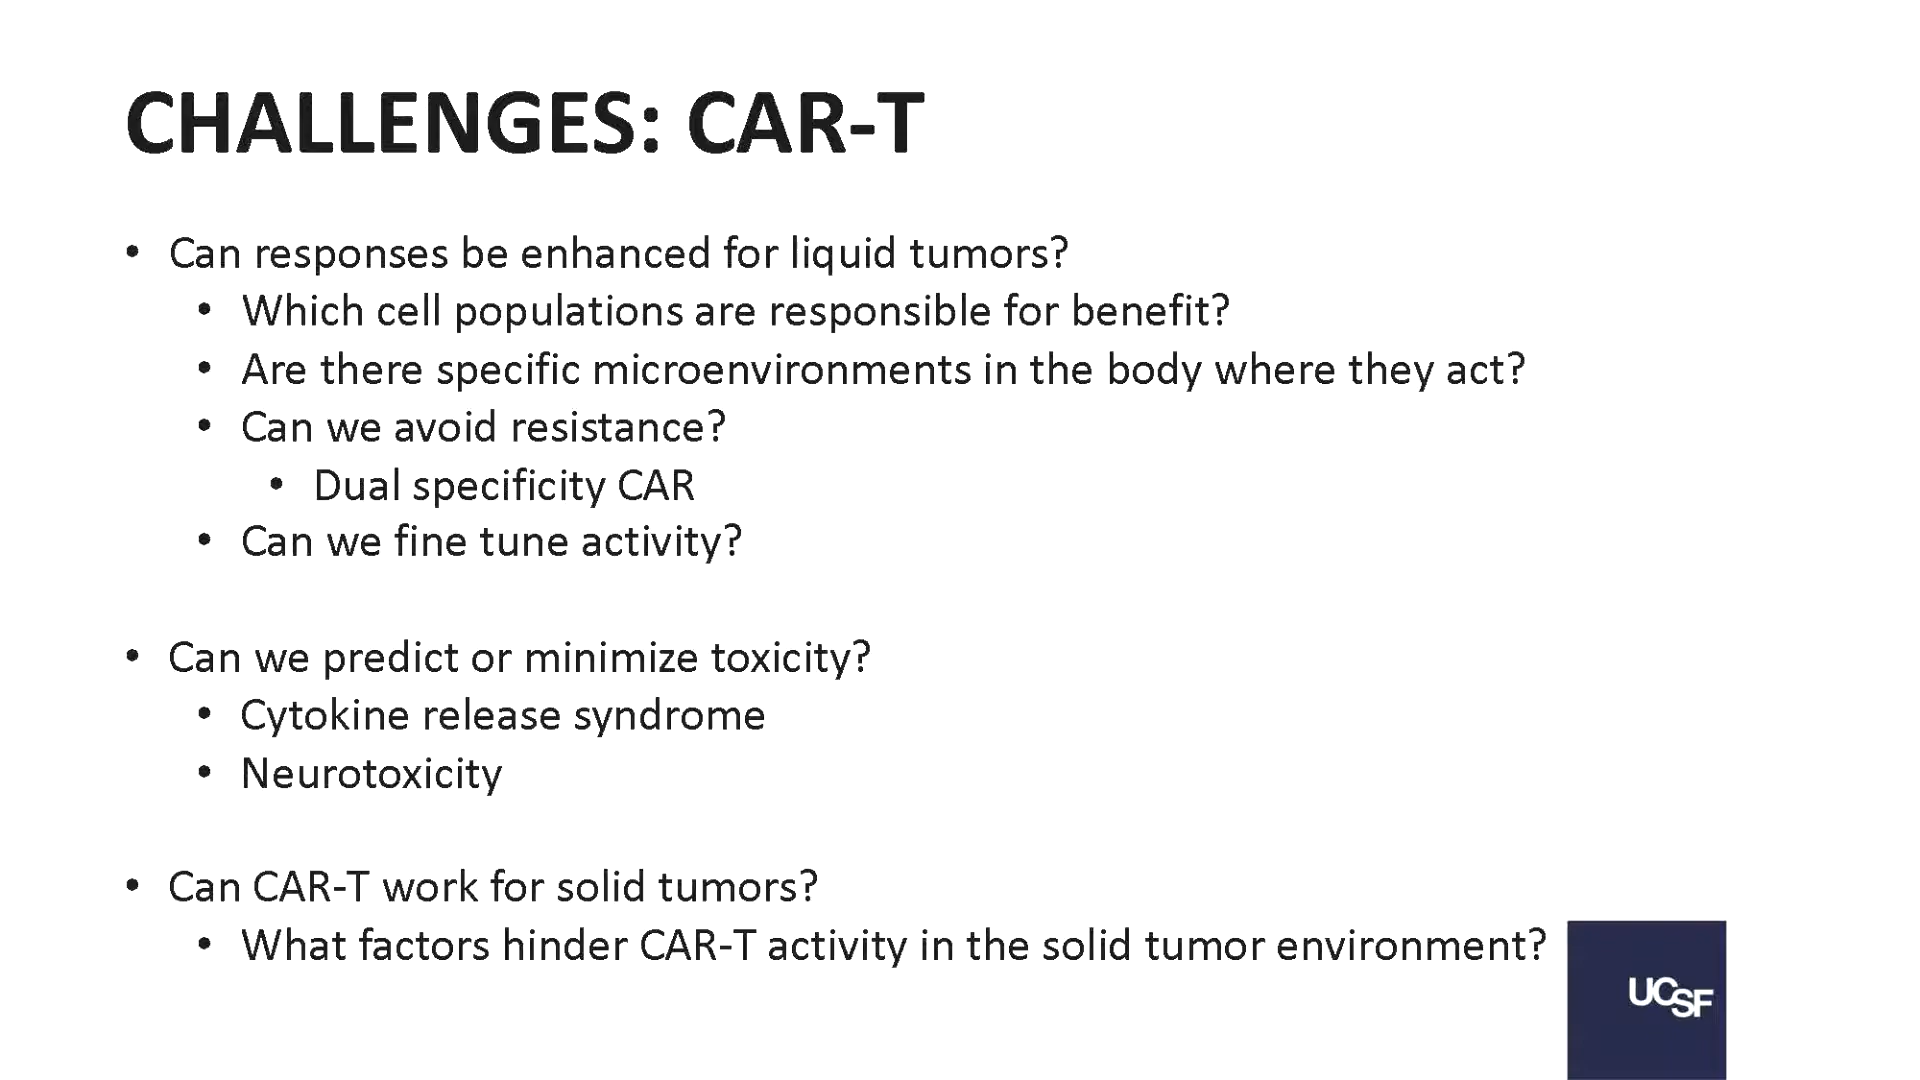 CHALLENGES: CAR-T
• Can responses be enhanced for liquid tumors?
• Which cell populations are responsible for benefit?
• Are there specific microenvironments in the body where they act?
• Can we avoid resistance?
• Dual specificity CAR
• Can we fine tune activity?
• Can we predict or minimize toxicity?
• Cytokine release syndrome
• Neurotoxicity
• Can CAR-T work for solid tumors?
• What factors hinder CAR-T activity in the solid tumor environment?
UCSF